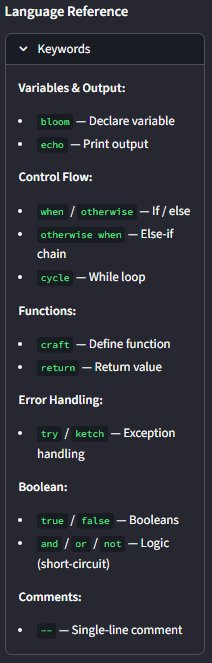 Language Reference
Keywords
Variables & Output:
• bloom — Declare variable
• echo — Print output
Control Flow:
• when / otherwise — If / else
• otherwise when — Else-if
chain
• cycle — While loop
Functions:
• craft — Define function
• return — Return value
Error Handling:
• try / ketch — Exception
handling
Boolean:
• true / false — Booleans
• and / or / not — Logic
(short-circuit)
Comments:
• -- — Single-line comment